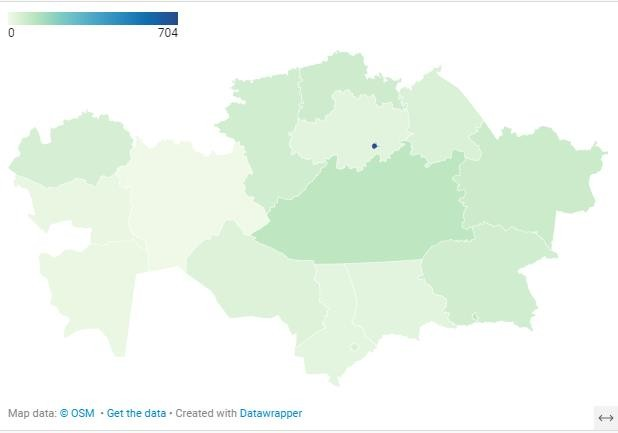 0 704
Map data: © OSM • Get the data • Created with Datawrapper